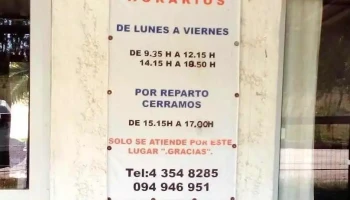 HORARIOS
DE LUNES A VIERNES
DE 9.35 H A 12.15 H
14.15 H A 18.50 H
POR REPARTO
CERRAMOS
DE 15.15H A 17.00H
SOLO SE ATIENDE POR ESTE
LUGAR ".GRACIAS".
Tel:4 354 8285
094 946 951